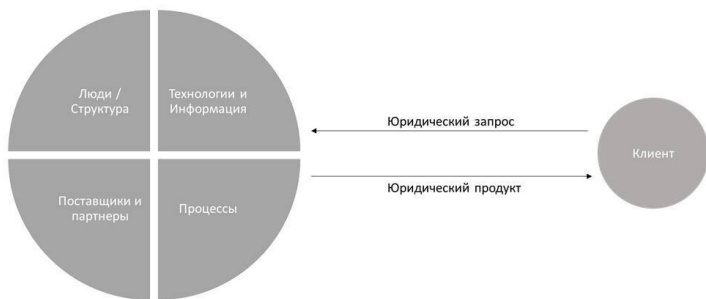 Люди /
Структура
Технологии и
Информация
Юридический запрос
Клиент
Юридический продукт
Поставщики и
партнеры
Процессы